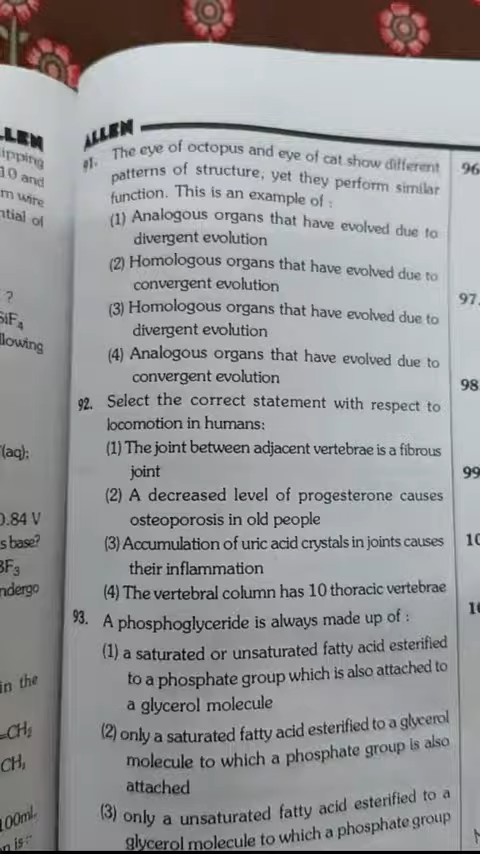 LLEN
ipping
10 and
m wire
ntial of
?
SiF4
llowing
(aq);
0.84 V
s base?
BF3
ndergo
in the
=CH2
CH3
100mL
ALLEN
91. The eye of octopus and eye of cat show different
patterns of structure, yet they perform similar
function. This is an example of :
(1) Analogous organs that have evolved due to
divergent evolution
(2) Homologous organs that have evolved due to
convergent evolution
(3) Homologous organs that have evolved due to
divergent evolution
(4) Analogous organs that have evolved due to
convergent evolution
92. Select the correct statement with respect to
locomotion in humans:
(1) The joint between adjacent vertebrae is a fibrous
joint
(2) A decreased level of progesterone causes
osteoporosis in old people
(3) Accumulation of uric acid crystals in joints causes
their inflammation
(4) The vertebral column has 10 thoracic vertebrae
93. A phosphoglyceride is always made up of :
(1) a saturated or unsaturated fatty acid esterified
to a phosphate group which is also attached to
a glycerol molecule
(2) only a saturated fatty acid esterified to a glycerol
molecule to which a phosphate group is also
attached
(3) only a unsaturated fatty acid esterified to a
glycerol molecule to which a phosphate group
96
97.
98
99
10
10